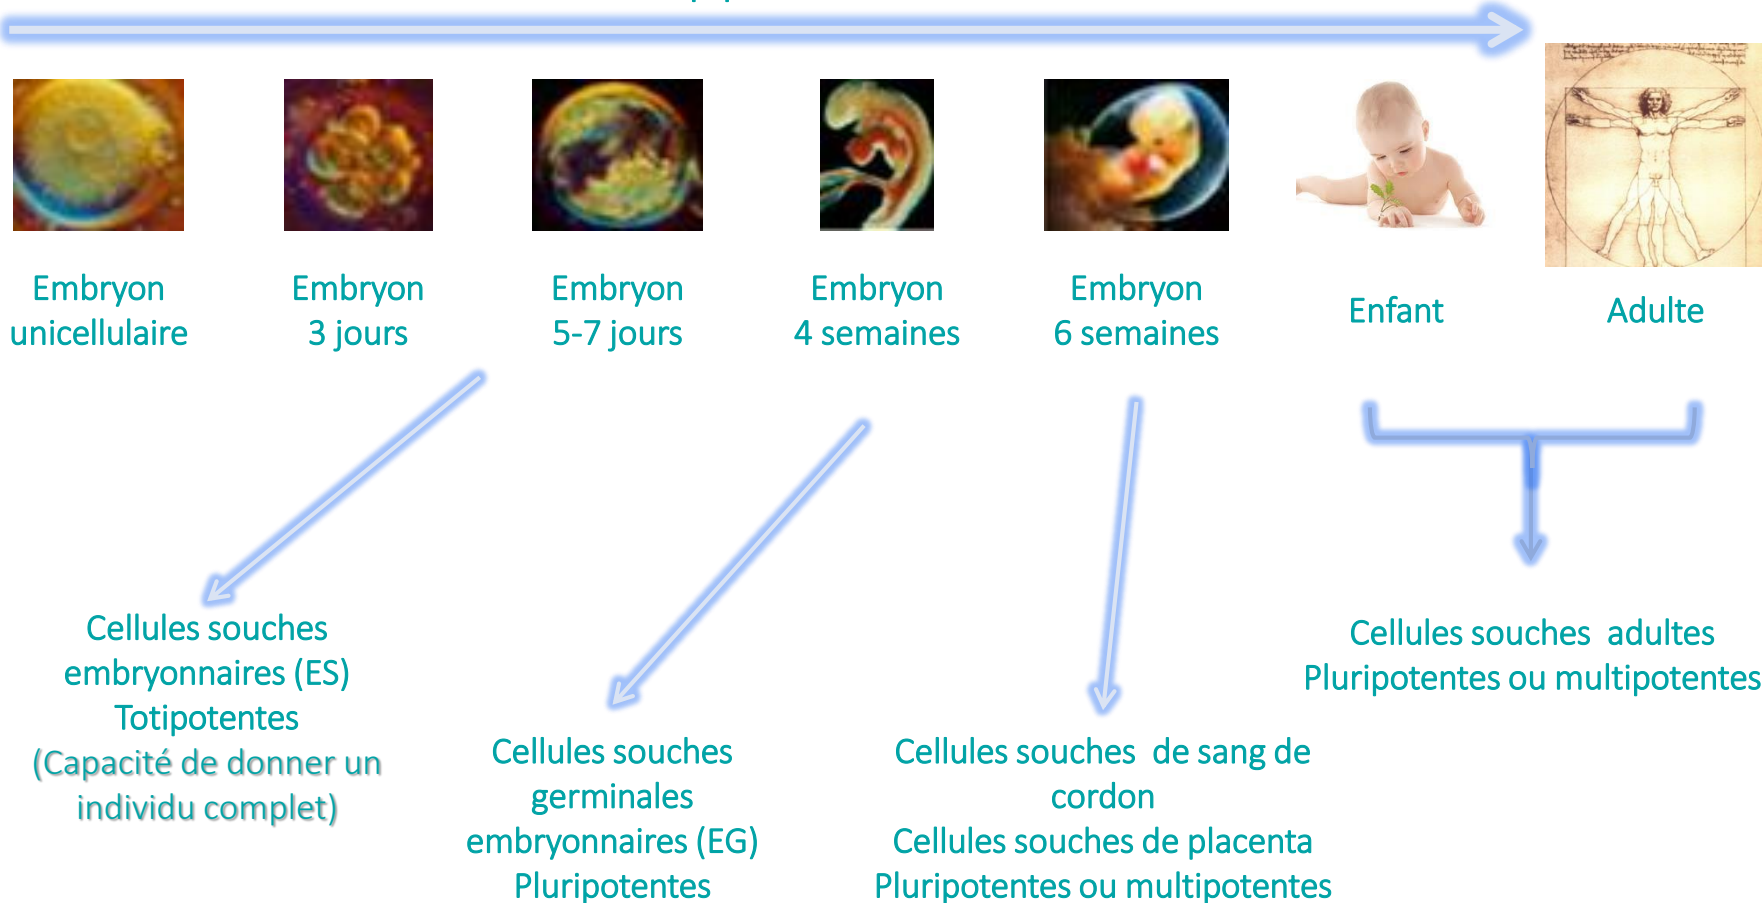 Embryon
unicellulaire
Embryon
3 jours
Embryon
5-7 jours
Embryon
4 semaines
Embryon
6 semaines
Enfant
Adulte
Cellules souches
embryonnaires (ES)
Totipotentes
(Capacité de donner un
individu complet)
Cellules souches
germinales
embryonnaires (EG)
Pluripotentes
Cellules souches de sang de
cordon
Cellules souches de placenta
Pluripotentes ou multipotentes
Cellules souches adultes
Pluripotentes ou multipotentes